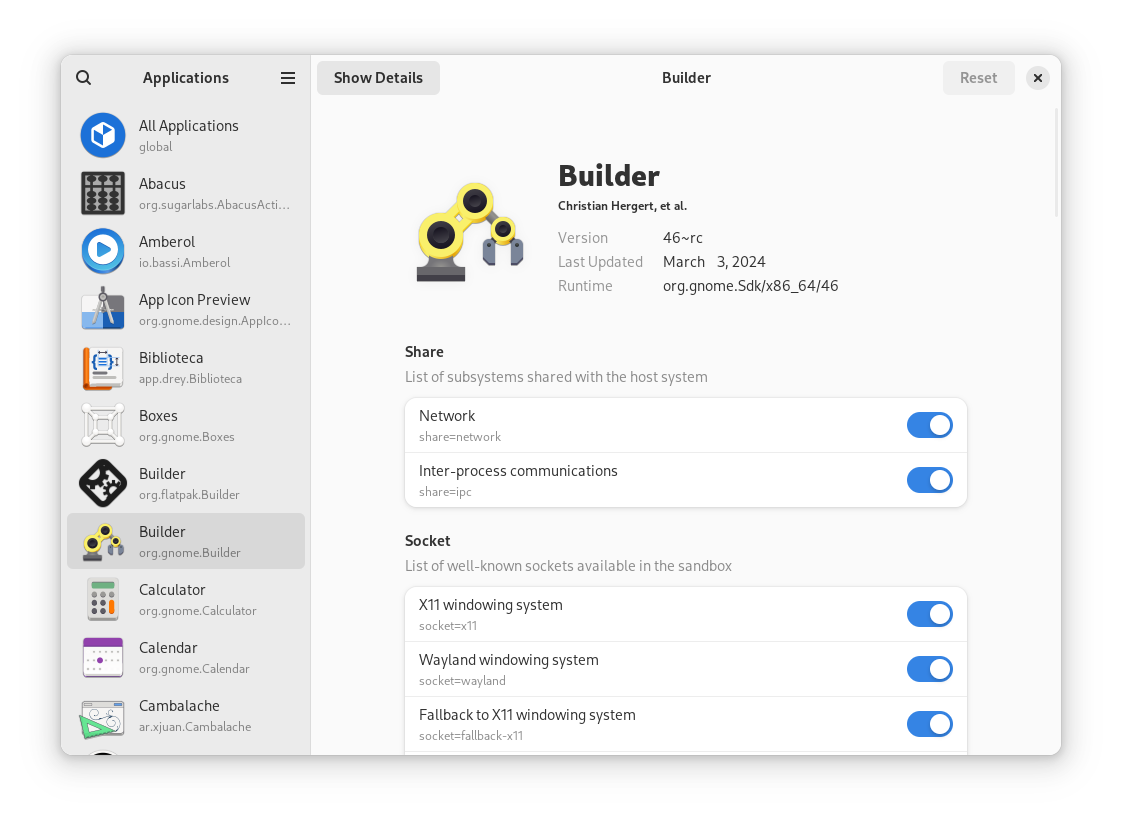 Applications
Show Details
Builder
Reset
All Applications
global
Abacus
org.sugarlabs.AbacusActi...
Amberol
io.bassi.Amberol
App Icon Preview
org.gnome.design.AppIco...
Biblioteca
app.drey.Biblioteca
Boxes
org.gnome.Boxes
Builder
org.flatpak.Builder
Builder
org.gnome.Builder
Calculator
org.gnome.Calculator
Calendar
org.gnome.Calendar
Cambalache
ar.xjuan.Cambalache
Builder
Christian Hergert, et al.
Version 46~rc
Last Updated March 3, 2024
Runtime org.gnome.Sdk/x86_64/46
Share
List of subsystems shared with the host system
Network
share=network
Inter-process communications
share=ipc
Socket
List of well-known sockets available in the sandbox
X11 windowing system
socket=x11
Wayland windowing system
socket=wayland
Fallback to X11 windowing system
socket=fallback-x11